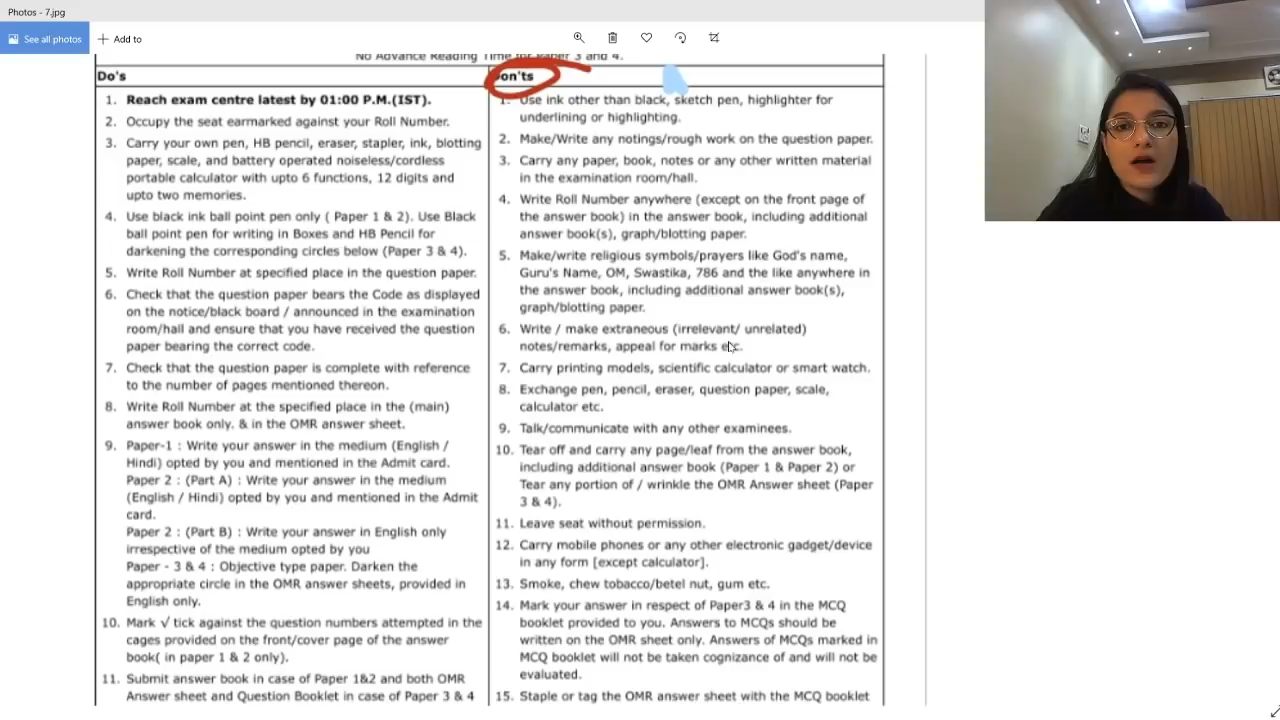 Photos - 7.jpg
See all photos
Add to
No Advance Reading Time for Paper 3 and 4.
Do's
1. Reach exam centre latest by 01:00 P.M.(IST).
2. Occupy the seat earmarked against your Roll Number.
3. Carry your own pen, HB pencil, eraser, stapler, ink, blotting
paper, scale, and battery operated noiseless/cordless
portable calculator with upto 6 functions, 12 digits and
upto two memories.
4. Use black ink ball point pen only ( Paper 1 & 2). Use Black
ball point pen for writing in Boxes and HB Pencil for
darkening the corresponding circles below (Paper 3 & 4).
5. Write Roll Number at specified place in the question paper.
6. Check that the question paper bears the Code as displayed
on the notice/black board / announced in the examination
room/hall and ensure that you have received the question
paper bearing the correct code.
7. Check that the question paper is complete with reference
to the number of pages mentioned thereon.
8. Write Roll Number at the specified place in the (main)
answer book only. & in the OMR answer sheet.
9. Paper-1 : Write your answer in the medium (English /
Hindi) opted by you and mentioned in the Admit card.
Paper 2 : (Part A) : Write your answer in the medium
(English / Hindi) opted by you and mentioned in the Admit
card.
Paper 2 : (Part B) : Write your answer in English only
irrespective of the medium opted by you
Paper - 3 & 4 : Objective type paper. Darken the
appropriate circle in the OMR answer sheets, provided in
English only.
10. Mark √ tick against the question numbers attempted in the
cages provided on the front/cover page of the answer
book( in paper 1 & 2 only).
11. Submit answer book in case of Paper 1&2 and both OMR
Answer sheet and Question Booklet in case of Paper 3 & 4
Don'ts
1. Use ink other than black, sketch pen, highlighter for
underlining or highlighting.
2. Make/Write any notings/rough work on the question paper.
3. Carry any paper, book, notes or any other written material
in the examination room/hall.
4. Write Roll Number anywhere (except on the front page of
the answer book) in the answer book, including additional
answer book(s), graph/blotting paper.
5. Make/write religious symbols/prayers like God's name,
Guru's Name, OM, Swastika, 786 and the like anywhere in
the answer book, including additional answer book(s),
graph/blotting paper.
6. Write / make extraneous (irrelevant/ unrelated)
notes/remarks, appeal for marks etc.
7. Carry printing models, scientific calculator or smart watch.
8. Exchange pen, pencil, eraser, question paper, scale,
calculator etc.
9. Talk/communicate with any other examinees.
10. Tear off and carry any page/leaf from the answer book,
including additional answer book (Paper 1 & Paper 2) or
Tear any portion of / wrinkle the OMR Answer sheet (Paper
3 & 4).
11. Leave seat without permission.
12. Carry mobile phones or any other electronic gadget/device
in any form [except calculator].
13. Smoke, chew tobacco/betel nut, gum etc.
14. Mark your answer in respect of Paper3 & 4 in the MCQ
booklet provided to you. Answers to MCQs should be
written on the OMR sheet only. Answers of MCQs marked in
MCQ booklet will not be taken cognizance of and will not be
evaluated.
15. Staple or tag the OMR answer sheet with the MCQ booklet